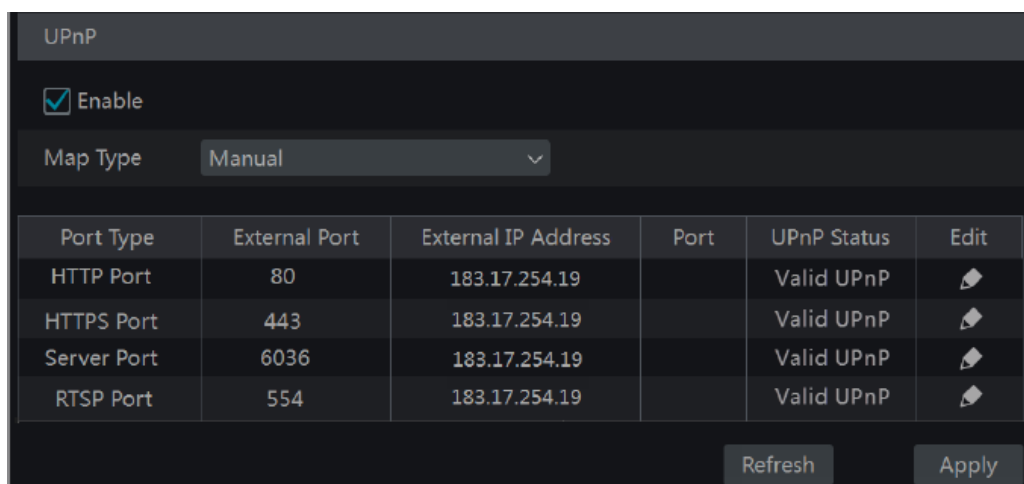 UPnP
Enable
Map Type Manual
Port Type External Port External IP Address Port UPnP Status Edit
HTTP Port 80 183.17.254.19 Valid UPnP
HTTPS Port 443 183.17.254.19 Valid UPnP
Server Port 6036 183.17.254.19 Valid UPnP
RTSP Port 554 183.17.254.19 Valid UPnP
Refresh Apply